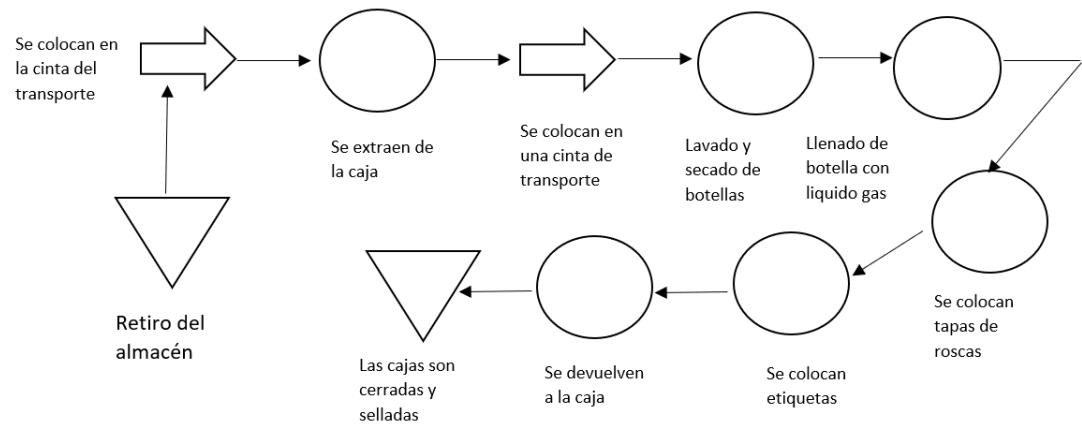 Se colocan en
la cinta del
transporte
Se extraen de
la caja
Se colocan en
una cinta de
transporte
Lavado y
secado de
botellas
Llenado de
botella con
liquido gas
Se colocan
tapas de
roscas
Se colocan
etiquetas
Se devuelven
a la caja
Las cajas son
cerradas y
selladas
Retiro del
almacén